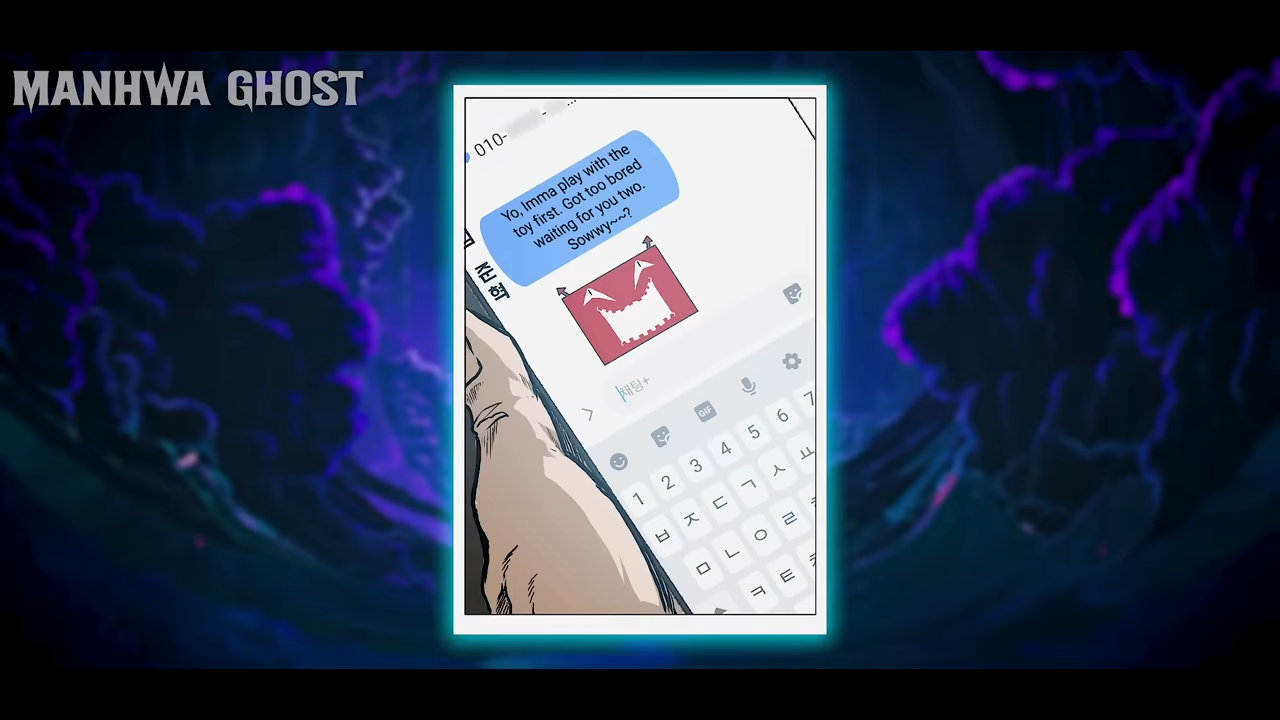 MANHWA GHOST
010-
Yo, Imma play with the
toy first. Got too bored
waiting for you two.
Sowwy~~?
준혁
채팅+
GIF
1 2 3 4 5 6 7
ㅂ ㅈ ㄷ ㄱ ㅅ ㅛ
ㅁ ㄴ ㅇ ㄹ
ㅋ ㅌ